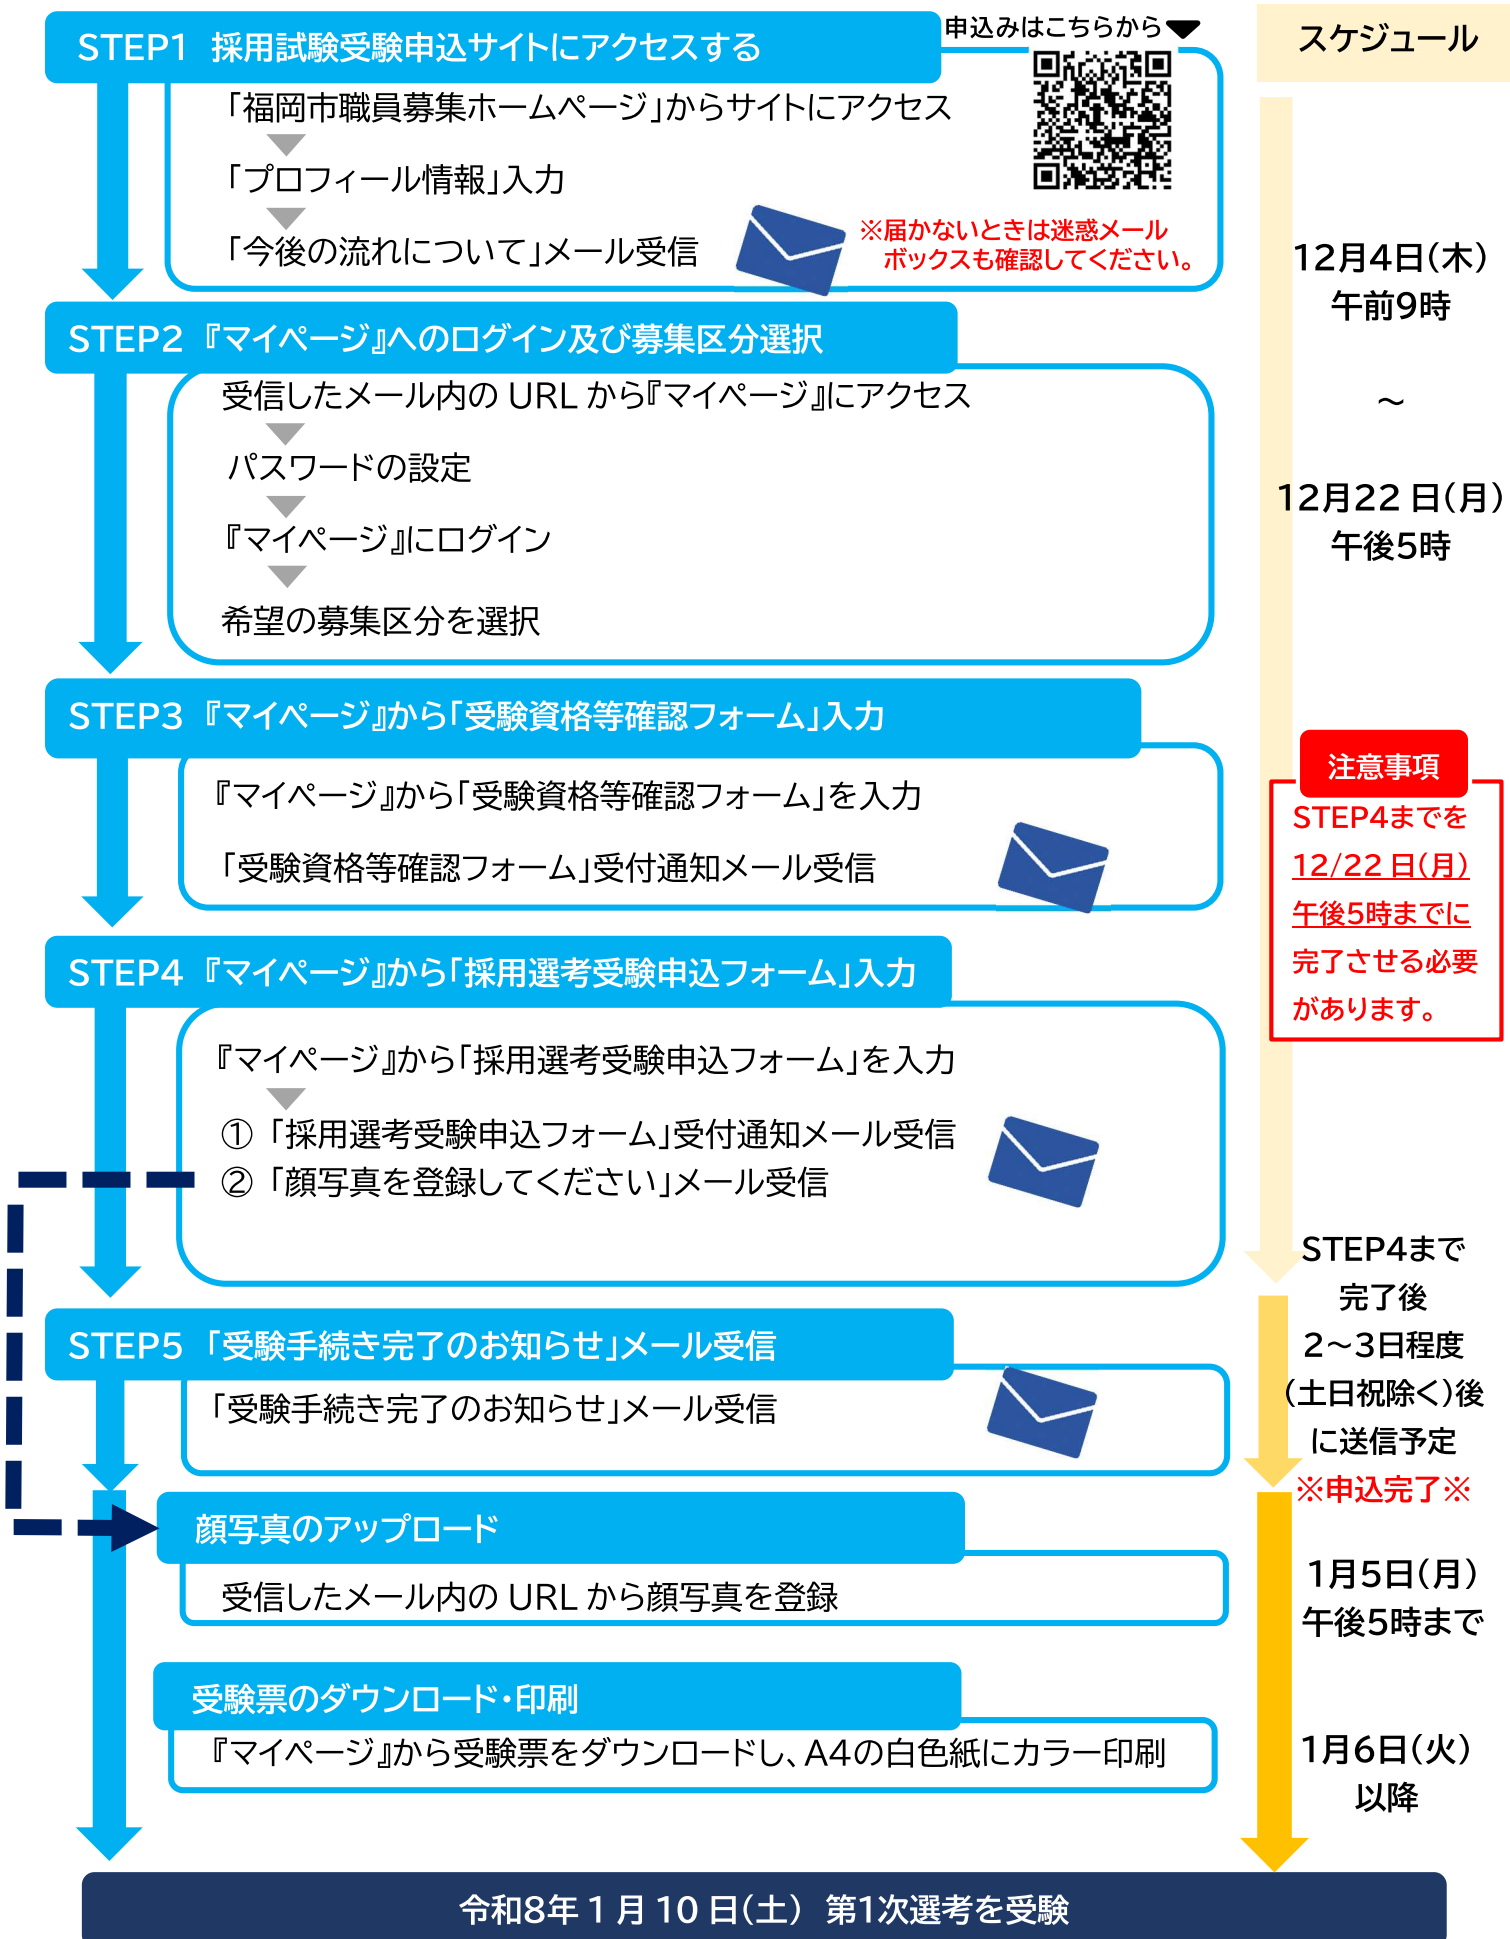 STEP1 採用試験受験申込サイトにアクセスする
申込みはこちらから▼
「福岡市職員募集ホームページ」からサイトにアクセス
「プロフィール情報」入力
「今後の流れについて」メール受信
※届かないときは迷惑メール
ボックスも確認してください。
STEP2 『マイページ』へのログイン及び募集区分選択
受信したメール内の URL から『マイページ』にアクセス
パスワードの設定
『マイページ』にログイン
希望の募集区分を選択
STEP3 『マイページ』から「受験資格等確認フォーム」入力
『マイページ』から「受験資格等確認フォーム」を入力
「受験資格等確認フォーム」受付通知メール受信
STEP4 『マイページ』から「採用選考受験申込フォーム」入力
『マイページ』から「採用選考受験申込フォーム」を入力
① 「採用選考受験申込フォーム」受付通知メール受信
② 「顔写真を登録してください」メール受信
STEP5 「受験手続き完了のお知らせ」メール受信
「受験手続き完了のお知らせ」メール受信
顔写真のアップロード
受信したメール内の URL から顔写真を登録
受験票のダウンロード・印刷
『マイページ』から受験票をダウンロードし、A4の白色紙にカラー印刷
スケジュール
12月4日(木)
午前9時
～
12月22 日(月)
午後5時
注意事項
STEP4までを
12/22 日(月)
午後5時までに
完了させる必要
があります。
STEP4まで
完了後
2～3日程度
(土日祝除く)後
に送信予定
※申込完了※
1月5日(月)
午後5時まで
1月6日(火)
以降
令和8年 1 月 10 日(土) 第1次選考を受験